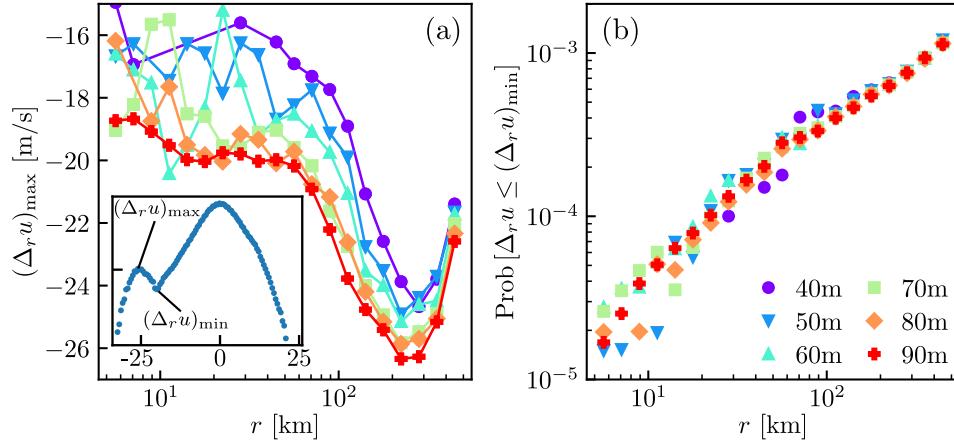 (a)
−16
−18
−20
−22
−24
−26
(Δ_r u)_max [m/s]
(Δ_r u)_max
(Δ_r u)_min
-25
0
20
10^1
10^2
r [km]
(b)
10^−3
10^−4
10^−5
Prob [Δ_r u ≤ (Δ_r u)_min]
40m
50m
60m
70m
80m
90m
10^1
10^2
r [km]